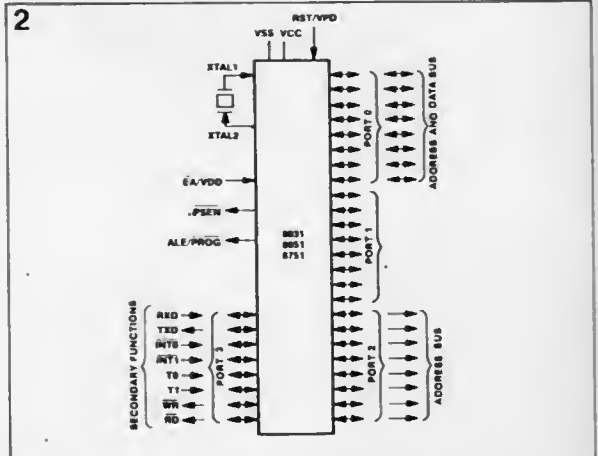 2
RST/VPD
VSS VCC
XTAL1
XTAL2
EA/VDD
PSEN
ALE/PROG
8031
8051
8751
PORT 0
ADDRESS AND DATA BUS
PORT 1
PORT 2
ADDRESS BUS
SECONDARY FUNCTIONS
RXD
TXD
INT0
INT1
T0
T1
WR
RD
PORT 3